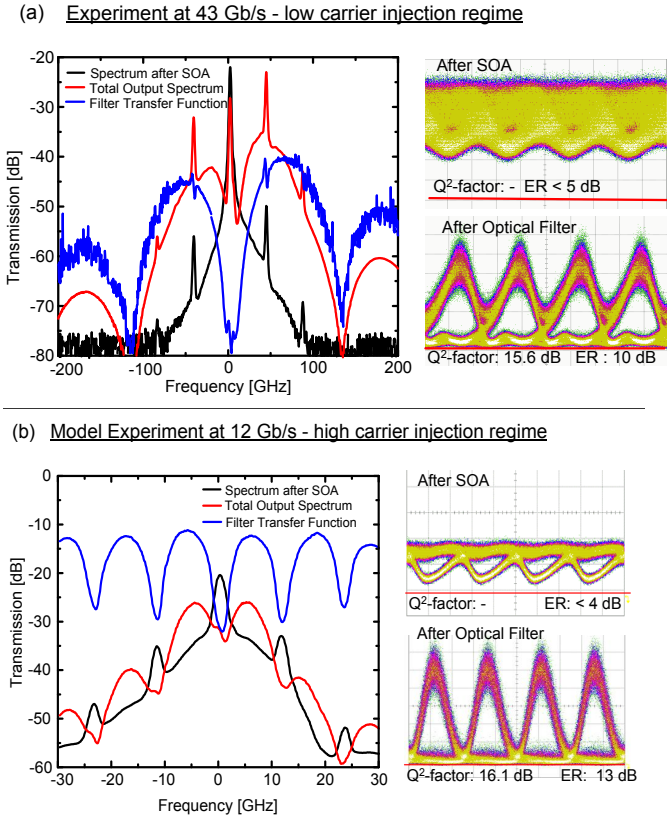 (a) Experiment at 43 Gb/s - low carrier injection regime
-20
-30
-40
-50
-60
-70
-80
Transmission [dB]
Spectrum after SOA
Total Output Spectrum
Filter Transfer Function
-200 -100 0 100 200
Frequency [GHz]
After SOA
Q²-factor: - ER < 5 dB
After Optical Filter
Q²-factor: 15.6 dB ER : 10 dB
(b) Model Experiment at 12 Gb/s - high carrier injection regime
0
-10
-20
-30
-40
-50
-60
Transmission [dB]
Spectrum after SOA
Total Output Spectrum
Filter Transfer Function
-30 -20 -10 0 10 20 30
Frequency [GHz]
After SOA
Q²-factor: - ER: < 4 dB
After Optical Filter
Q²-factor: 16.1 dB ER: 13 dB